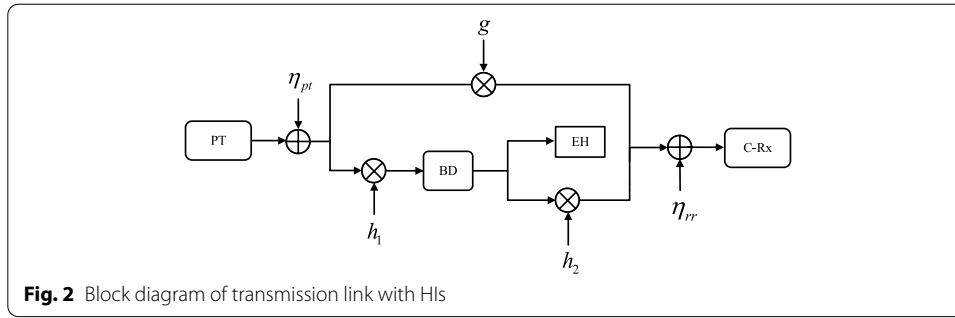 g
η_pt
PT
EH
C-Rx
BD
η_rr
h_1
h_2
Fig. 2 Block diagram of transmission link with HIs